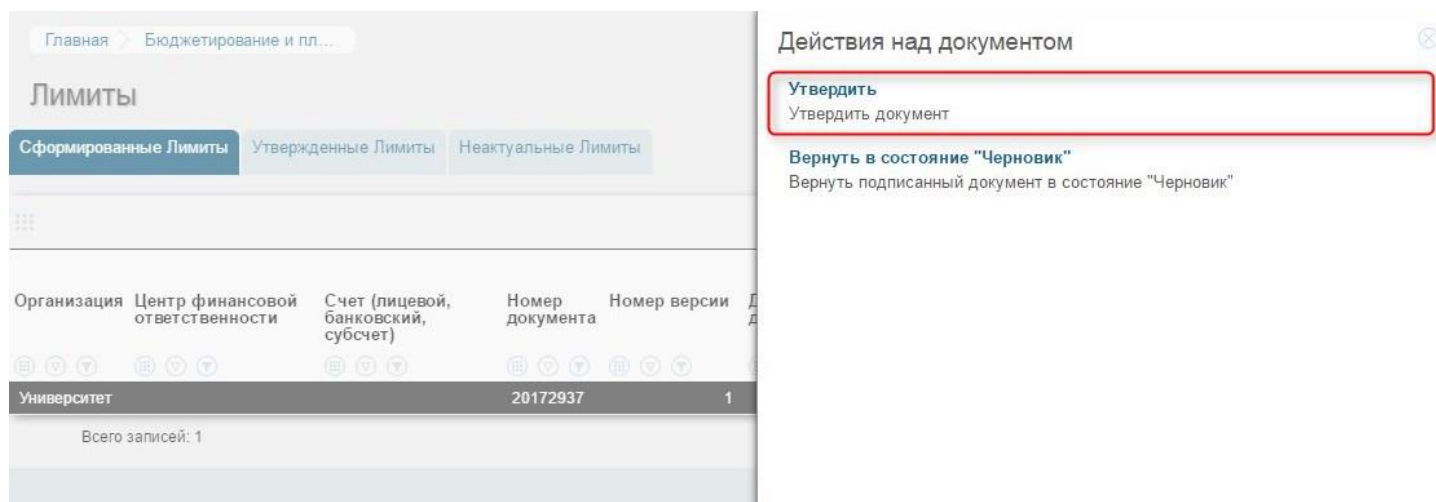 Главная Бюджетирование и пл...
Лимиты
Сформированные Лимиты Утвержденные Лимиты Неактуальные Лимиты
Организация Центр финансовой Счет (лицевой, Номер Номер версии
ответственности банковский, документа
субсчет)
Университет 20172937 1
Всего записей: 1
Действия над документом
Утвердить
Утвердить документ
Вернуть в состояние "Черновик"
Вернуть подписанный документ в состояние "Черновик"